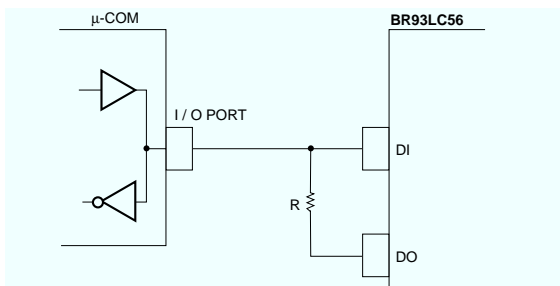 μ-COM
BR93LC56
I / O PORT
DI
R
DO